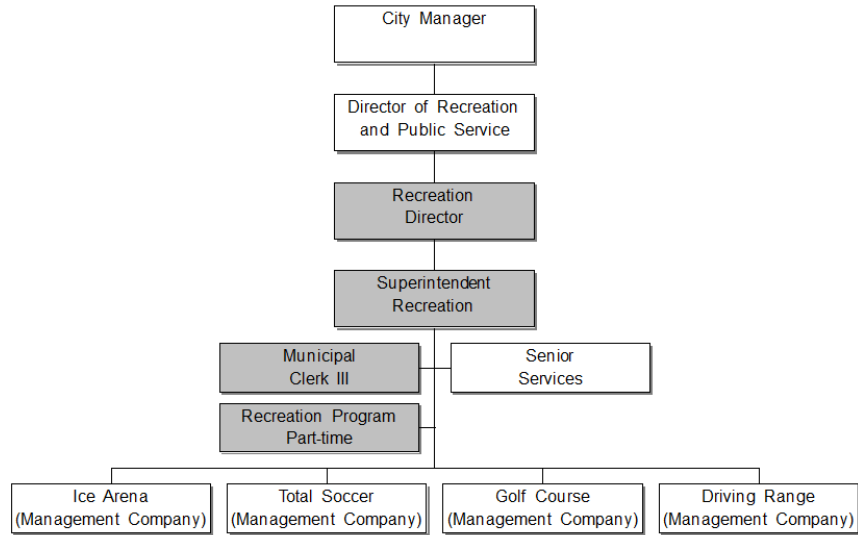 City Manager
Director of Recreation
and Public Service
Recreation
Director
Superintendent
Recreation
Municipal
Clerk III
Senior
Services
Recreation Program
Part-time
Ice Arena
(Management Company)
Total Soccer
(Management Company)
Golf Course
(Management Company)
Driving Range
(Management Company)